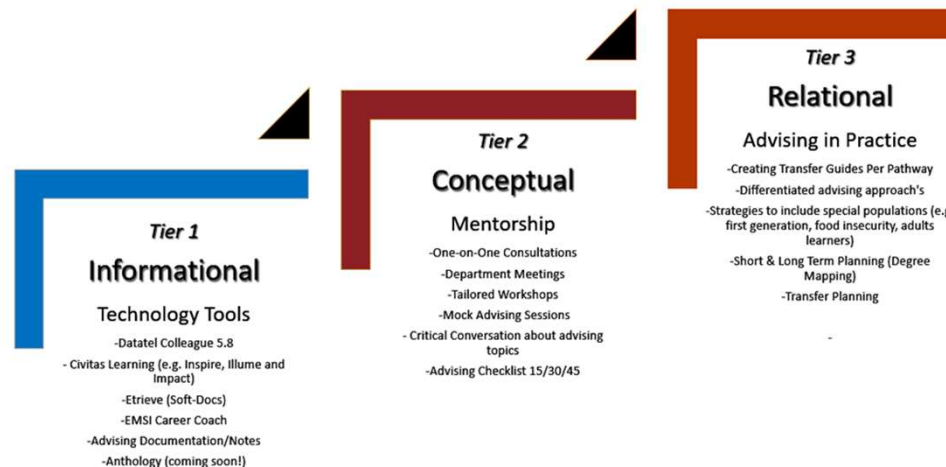 Tier 1
Informational
Technology Tools
-Datatel Colleague 5.8
- Civitas Learning (e.g. Inspire, Illume and
Impact)
-Etrieve (Soft-Docs)
-EMSI Career Coach
-Advising Documentation/Notes
-Anthology (coming soon!)
Tier 2
Conceptual
Mentorship
-One-on-One Consultations
-Department Meetings
-Tailored Workshops
-Mock Advising Sessions
- Critical Conversation about advising
topics
-Advising Checklist 15/30/45
Tier 3
Relational
Advising in Practice
-Creating Transfer Guides Per Pathway
-Differentiated advising approach's
-Strategies to include special populations (e.g
first generation, food insecurity, adults
learners)
-Short & Long Term Planning (Degree
Mapping)
-Transfer Planning
-